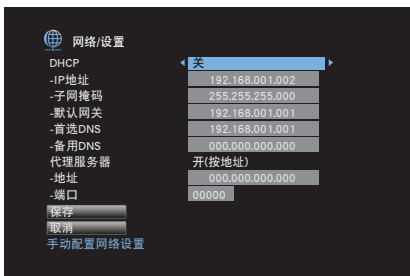 网络/设置
DHCP 关
-IP地址 192.168.001.002
-子网掩码 255.255.255.000
-默认网关 192.168.001.001
-首选DNS 192.168.001.001
-备用DNS 000.000.000.000
代理服务器 开(按地址)
-地址 000.000.000.000
-端口 00000
保存
取消
手动配置网络设置